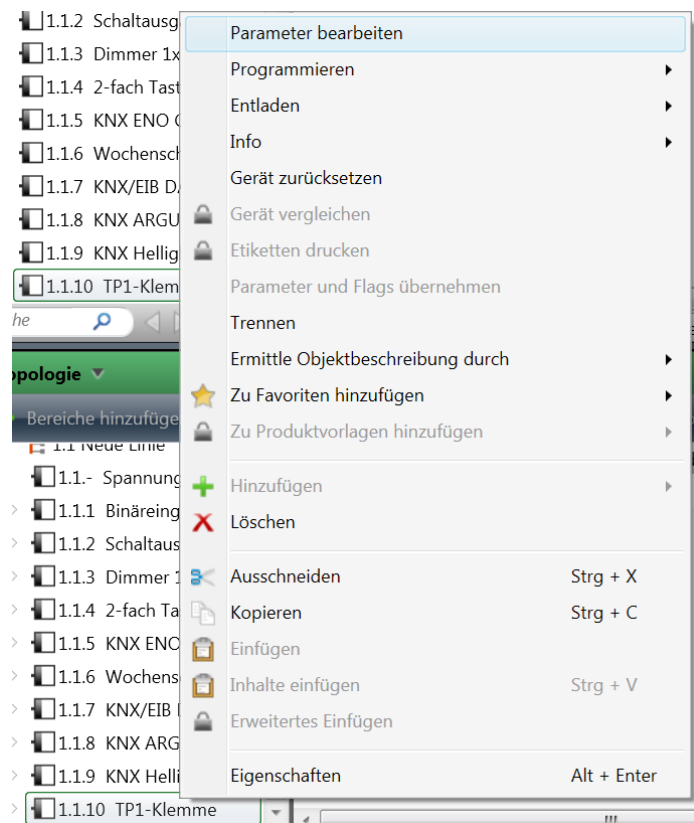 1.1.2 Schaltausg
1.1.3 Dimmer 1x
1.1.4 2-fach Tast
1.1.5 KNX ENO
1.1.6 Wochensch
1.1.7 KNX/EIB
1.1.8 KNX ARGU
1.1.9 KNX Hellig
1.1.10 TP1-Klem
he
opologie
Bereiche hinzufüge
1.1 Neue Linie
1.1.- Spannung
1.1.1 Binäreing
1.1.2 Schaltaus
1.1.3 Dimmer
1.1.4 2-fach Ta
1.1.5 KNX ENO
1.1.6 Wochens
1.1.7 KNX/EIB
1.1.8 KNX ARG
1.1.9 KNX Helli
1.1.10 TP1-Klemme
Parameter bearbeiten
Programmieren
Entladen
Info
Gerät zurücksetzen
Gerät vergleichen
Etiketten drucken
Parameter und Flags übernehmen
Trennen
Ermittle Objektbeschreibung durch
Zu Favoriten hinzufügen
Zu Produktvorlagen hinzufügen
Hinzufügen
Löschen
Ausschneiden Strg + X
Kopieren Strg + C
Einfügen
Inhalte einfügen Strg + V
Erweitertes Einfügen
Eigenschaften Alt + Enter